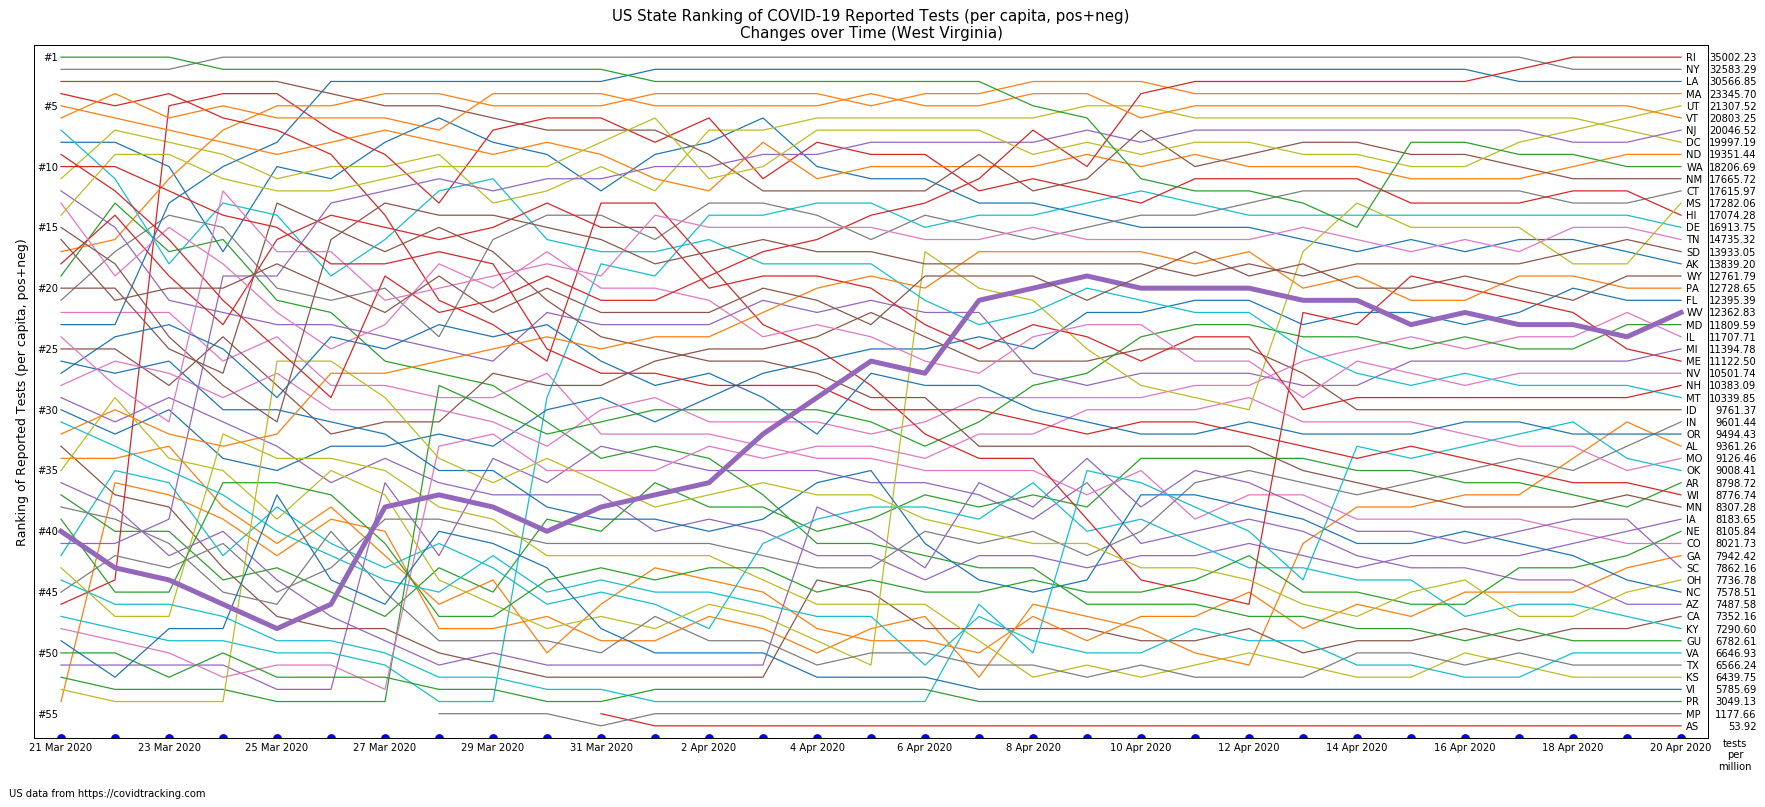 US State Ranking of COVID-19 Reported Tests (per capita, pos+neg)
Changes over Time (West Virginia)
Ranking of Reported Tests (per capita, pos+neg)
#1
#5
#10
#15
#20
#25
#30
#35
#40
#45
#50
#55
RI 35002.23
NY 32583.29
LA 30566.85
MA 23345.70
UT 21307.52
VT 20803.25
NJ 20046.52
DC 19997.19
ND 19351.44
WA 18206.69
NM 17665.72
CT 17615.97
MS 17282.06
HI 17074.28
DE 16913.75
TN 14735.32
SD 13933.05
AK 13839.20
WY 12761.79
PA 12728.65
FL 12395.39
WV 12362.83
MD 11809.59
IL 11707.71
MI 11394.78
ME 11122.50
NV 10501.74
NH 10383.09
MT 10339.85
ID 9761.37
IN 9601.44
OR 9494.43
AL 9361.26
MO 9126.46
OK 9008.41
AR 8798.72
WI 8776.74
MN 8307.28
IA 8183.65
NE 8105.84
CO 8021.73
GA 7942.42
SC 7862.16
OH 7736.78
NC 7578.51
AZ 7487.58
CA 7352.16
KY 7290.60
GU 6782.61
VA 6646.93
TX 6566.24
KS 6439.75
VI 5785.69
PR 3049.13
MP 1177.66
AS 53.92
21 Mar 2020 23 Mar 2020 25 Mar 2020 27 Mar 2020 29 Mar 2020 31 Mar 2020 2 Apr 2020 4 Apr 2020 6 Apr 2020 8 Apr 2020 10 Apr 2020 12 Apr 2020 14 Apr 2020 16 Apr 2020 18 Apr 2020 20 Apr 2020
tests
per
million
US data from https://covidtracking.com